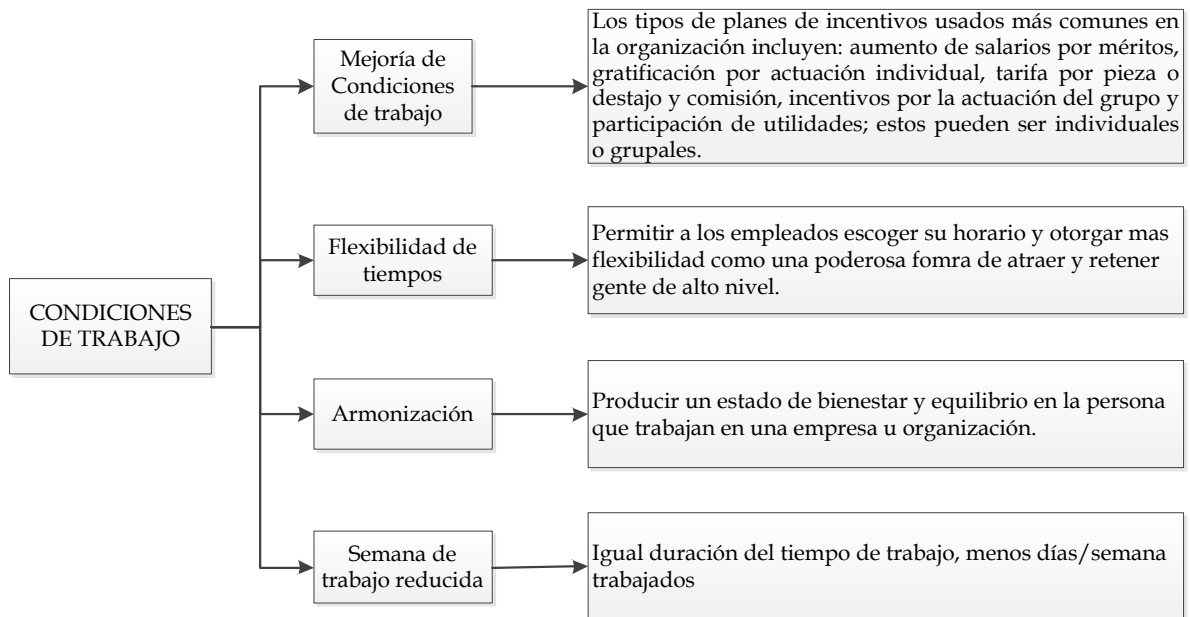 CONDICIONES
DE TRABAJO
Mejoría de
Condiciones
de trabajo
Los tipos de planes de incentivos usados más comunes en
la organización incluyen: aumento de salarios por méritos,
gratificación por actuación individual, tarifa por pieza o
destajo y comisión, incentivos por la actuación del grupo y
participación de utilidades; estos pueden ser individuales
o grupales.
Flexibilidad de
tiempos
Permitir a los empleados escoger su horario y otorgar mas
flexibilidad como una poderosa fomra de atraer y retener
gente de alto nivel.
Armonización
Producir un estado de bienestar y equilibrio en la persona
que trabajan en una empresa u organización.
Semana de
trabajo reducida
Igual duración del tiempo de trabajo, menos días/semana
trabajados